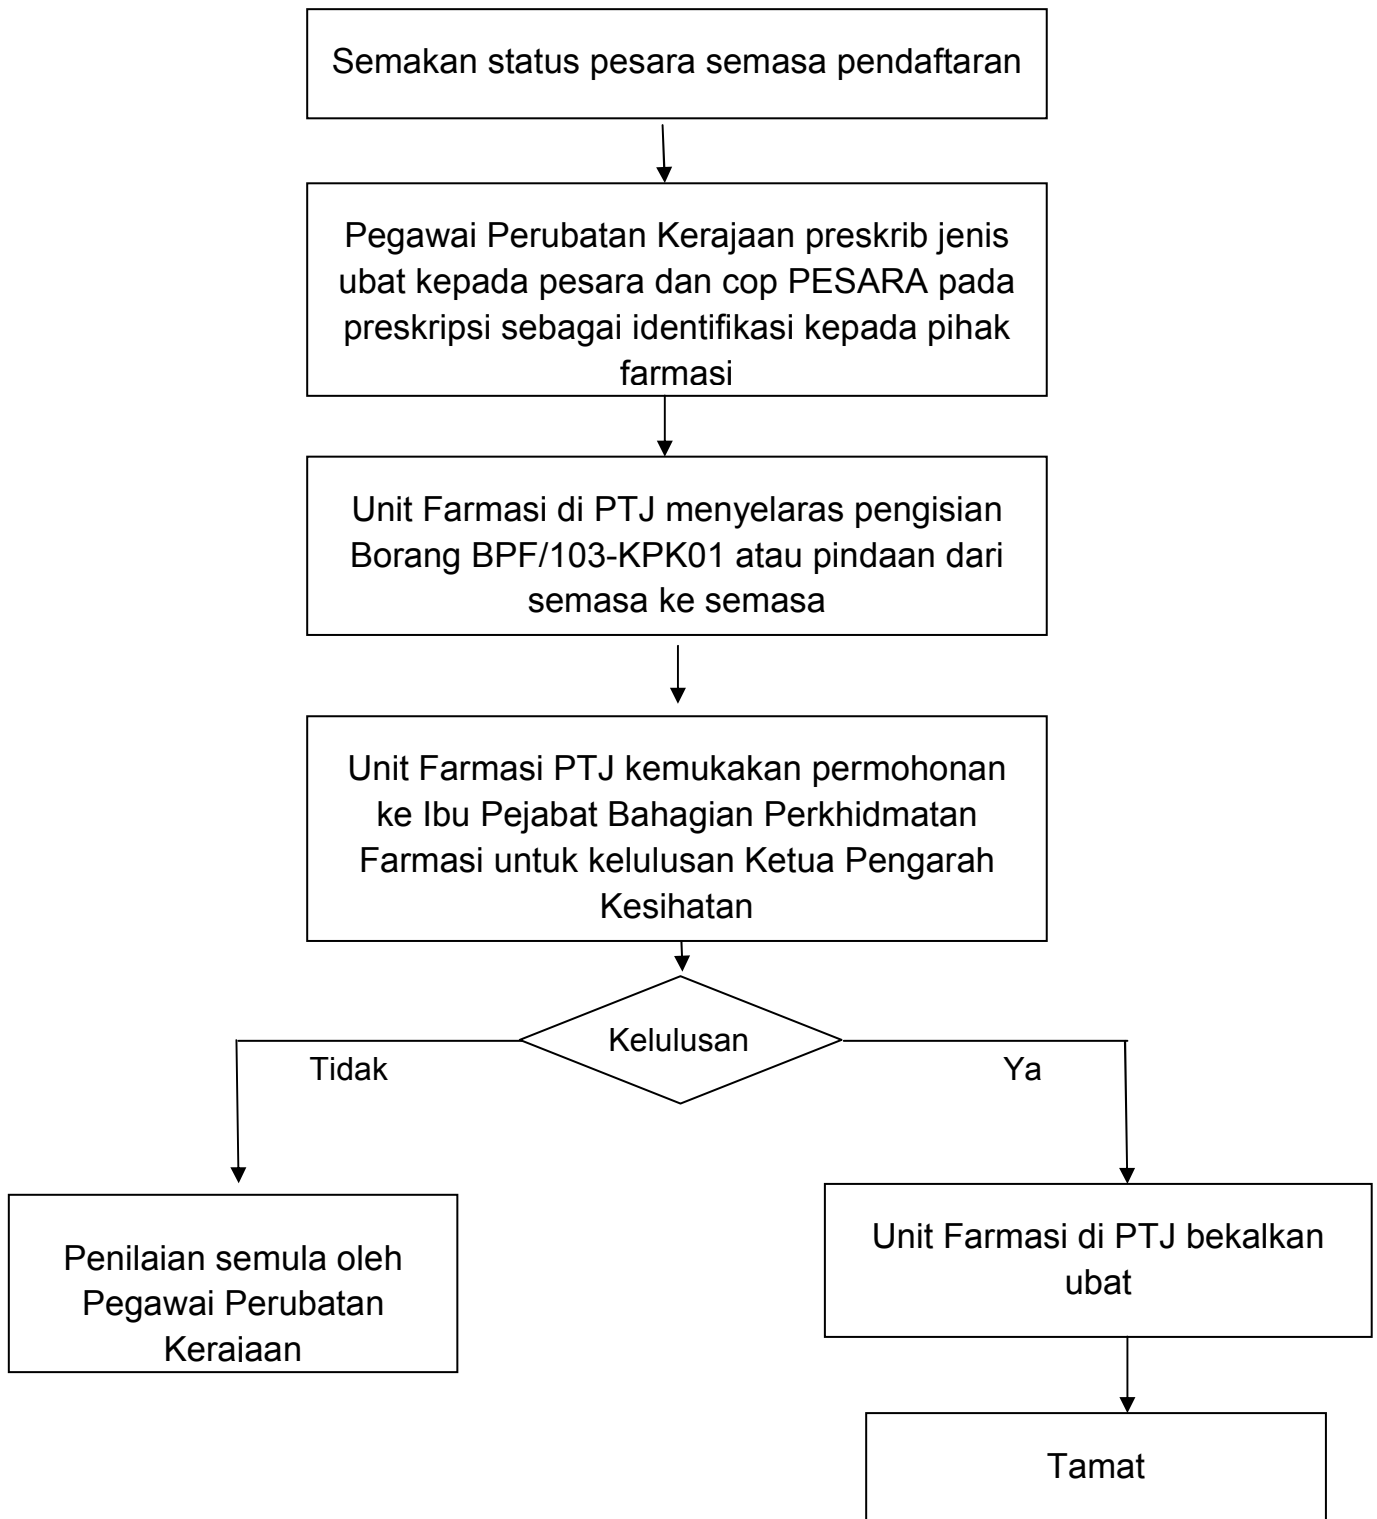 Semakan status pesara semasa pendaftaran
Pegawai Perubatan Kerajaan preskrib jenis
ubat kepada pesara dan cop PESARA pada
preskripsi sebagai identifikasi kepada pihak
farmasi
Unit Farmasi di PTJ menyelaras pengisian
Borang BPF/103-KPK01 atau pindaan dari
semasa ke semasa
Unit Farmasi PTJ kemukakan permohonan
ke Ibu Pejabat Bahagian Perkhidmatan
Farmasi untuk kelulusan Ketua Pengarah
Kesihatan
Kelulusan
Tidak
Ya
Penilaian semula oleh
Pegawai Perubatan
Kerajaan
Unit Farmasi di PTJ bekalkan
ubat
Tamat